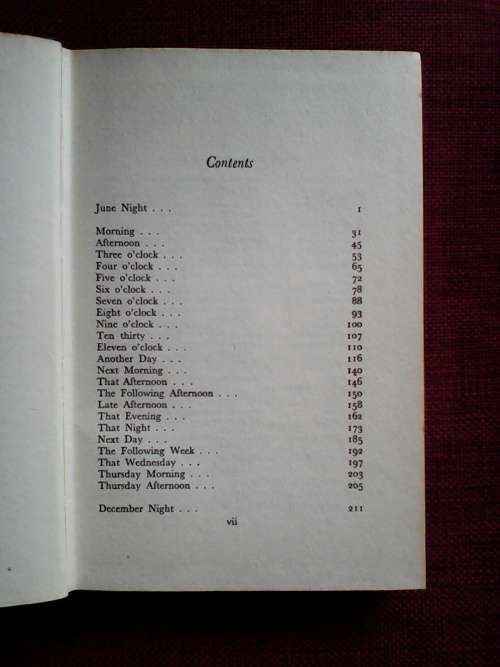 Contents
June Night . . . 1
Morning . . . 31
Afternoon . . . 45
Three o'clock . . . 53
Four o'clock . . . 65
Five o'clock . . . 72
Six o'clock . . . 78
Seven o'clock . . . 88
Eight o'clock . . . 93
Nine o'clock . . . 100
Ten thirty . . . 107
Eleven o'clock . . . 110
Another Day . . . 116
Next Morning . . . 140
That Afternoon . . . 146
The Following Afternoon . . . 150
Late Afternoon . . . 158
That Evening . . . 162
That Night . . . 173
Next Day . . . 185
The Following Week . . . 192
That Wednesday . . . 197
Thursday Morning . . . 203
Thursday Afternoon . . . 205
December Night . . . 211
vii